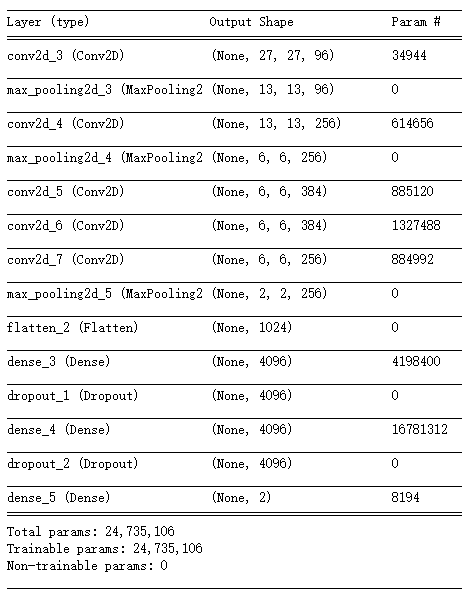 Layer (type) Output Shape Param #
conv2d_3 (Conv2D) (None, 27, 27, 96) 34944
max_pooling2d_3 (MaxPooling2 (None, 13, 13, 96) 0
conv2d_4 (Conv2D) (None, 13, 13, 256) 614656
max_pooling2d_4 (MaxPooling2 (None, 6, 6, 256) 0
conv2d_5 (Conv2D) (None, 6, 6, 384) 885120
conv2d_6 (Conv2D) (None, 6, 6, 384) 1327488
conv2d_7 (Conv2D) (None, 6, 6, 256) 884992
max_pooling2d_5 (MaxPooling2 (None, 2, 2, 256) 0
flatten_2 (Flatten) (None, 1024) 0
dense_3 (Dense) (None, 4096) 4198400
dropout_1 (Dropout) (None, 4096) 0
dense_4 (Dense) (None, 4096) 16781312
dropout_2 (Dropout) (None, 4096) 0
dense_5 (Dense) (None, 2) 8194
Total params: 24,735,106
Trainable params: 24,735,106
Non-trainable params: 0